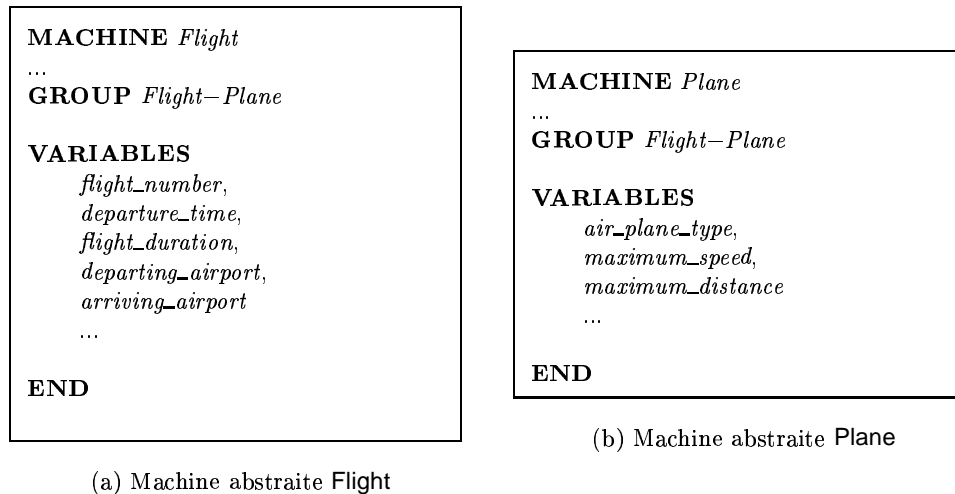 MACHINE Flight
...
GROUP Flight–Plane
VARIABLES
flight_number,
departure_time,
flight_duration,
departing_airport,
arriving_airport
...
END
(a) Machine abstraite Flight
MACHINE Plane
...
GROUP Flight–Plane
VARIABLES
air_plane_type,
maximum_speed,
maximum_distance
...
END
(b) Machine abstraite Plane